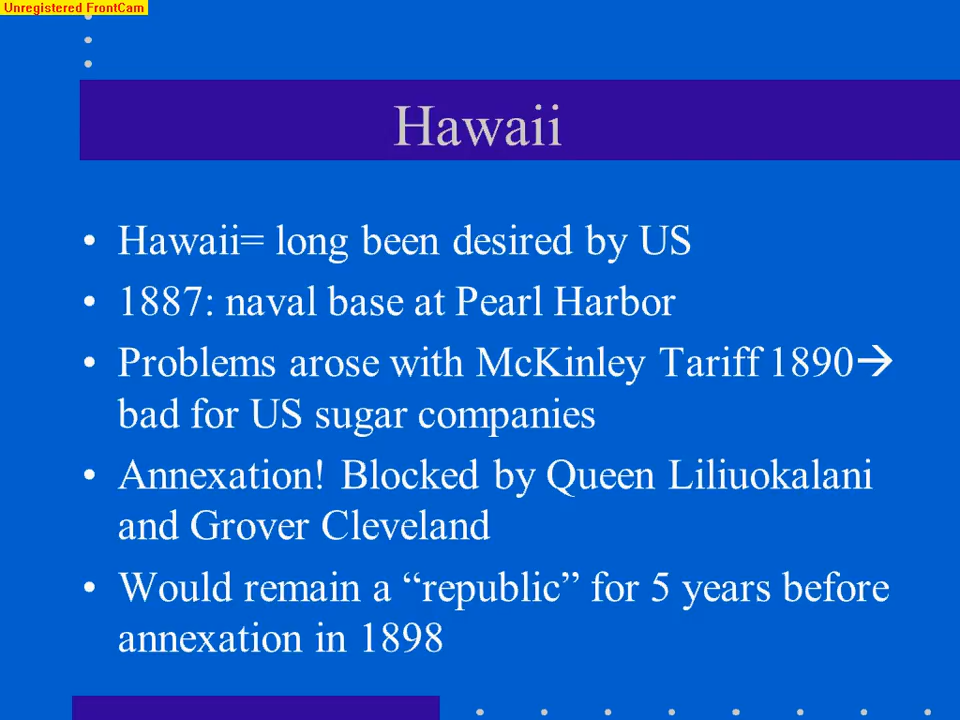 Unregistered FrontCam
Hawaii
• Hawaii= long been desired by US
• 1887: naval base at Pearl Harbor
• Problems arose with McKinley Tariff 1890→
bad for US sugar companies
• Annexation! Blocked by Queen Liliuokalani
and Grover Cleveland
• Would remain a “republic” for 5 years before
annexation in 1898